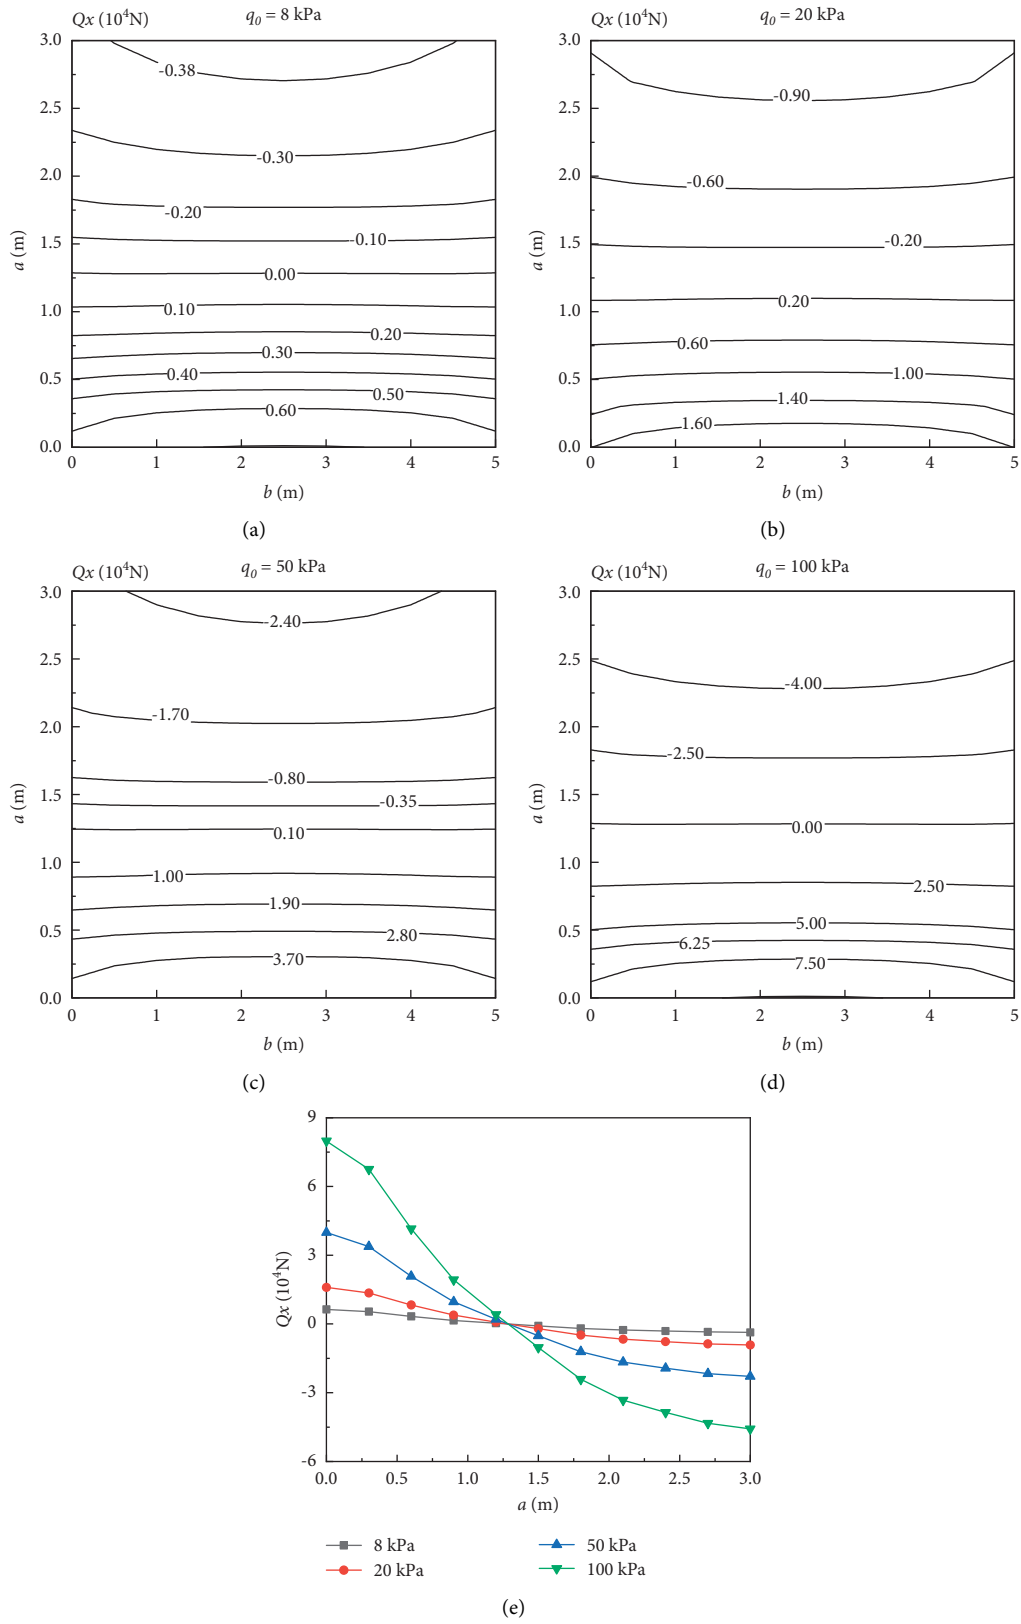 Qx (10⁴N)
q₀ = 8 kPa
3.0
2.5
2.0
1.5
1.0
0.5
0.0
a (m)
-0.38
-0.30
-0.20
-0.10
0.00
0.10
0.20
0.30
0.40
0.50
0.60
0 1 2 3 4 5
b (m)
(a)
Qx (10⁴N)
q₀ = 20 kPa
3.0
2.5
2.0
1.5
1.0
0.5
0.0
a (m)
-0.90
-0.60
-0.20
0.20
0.60
1.00
1.40
1.60
0 1 2 3 4 5
b (m)
(b)
Qx (10⁴N)
q₀ = 50 kPa
3.0
2.5
2.0
1.5
1.0
0.5
0.0
a (m)
-2.40
-1.70
-0.80
-0.35
0.10
1.00
1.90
2.80
3.70
0 1 2 3 4 5
b (m)
(c)
Qx (10⁴N)
q₀ = 100 kPa
3.0
2.5
2.0
1.5
1.0
0.5
0.0
a (m)
-4.00
-2.50
0.00
2.50
5.00
6.25
7.50
0 1 2 3 4 5
b (m)
(d)
9
6
3
0
-3
-6
Qx (10⁴N)
0.0 0.5 1.0 1.5 2.0 2.5 3.0
a (m)
8 kPa
20 kPa
50 kPa
100 kPa
(e)